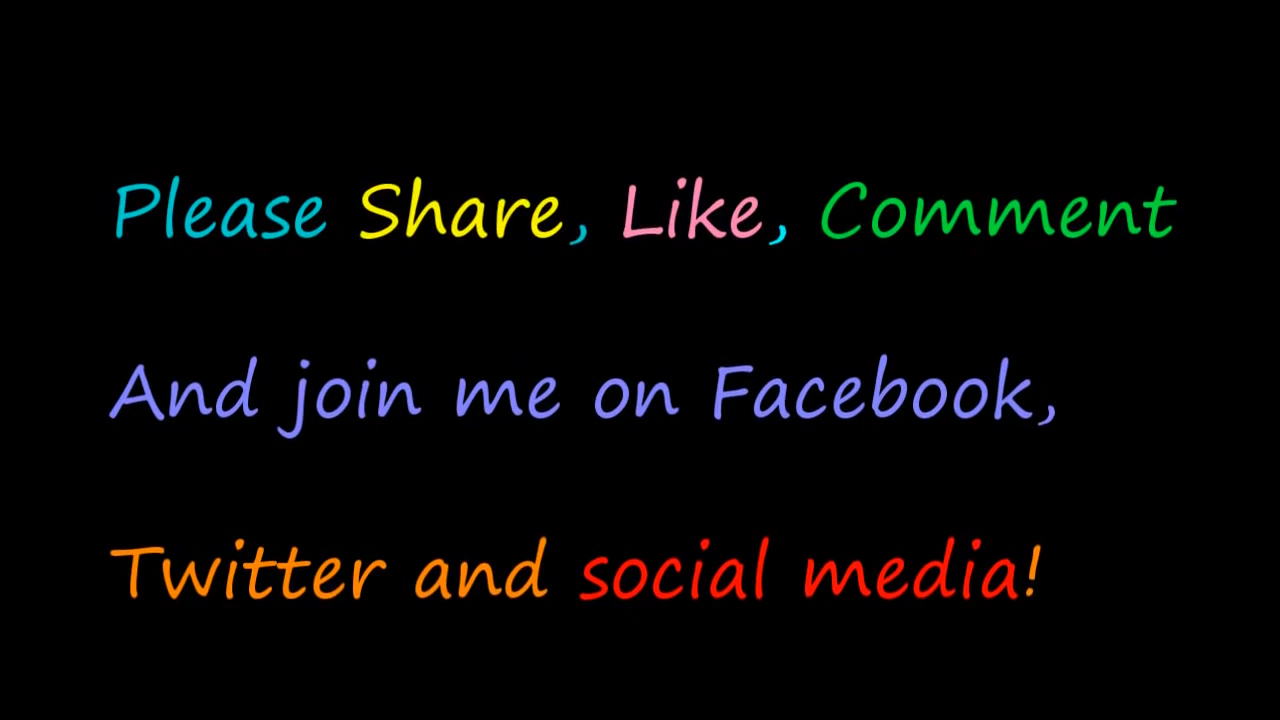 Please Share, Like, Comment
And join me on Facebook,
Twitter and social media!